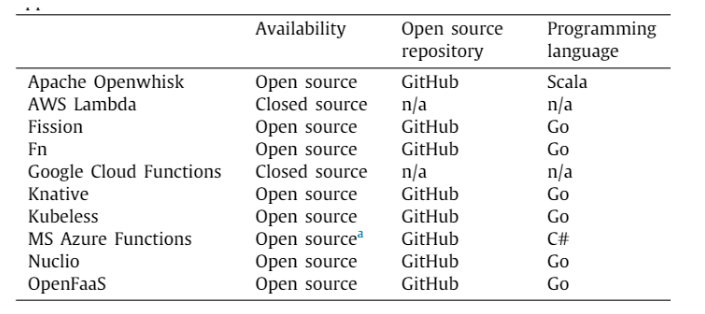 Availability Open source Programming
repository language
Apache Openwhisk Open source GitHub Scala
AWS Lambda Closed source n/a n/a
Fission Open source GitHub Go
Fn Open source GitHub Go
Google Cloud Functions Closed source n/a n/a
Knative Open source GitHub Go
Kubeless Open source GitHub Go
MS Azure Functions Open sourceᵃ GitHub C#
Nuclio Open source GitHub Go
OpenFaaS Open source GitHub Go